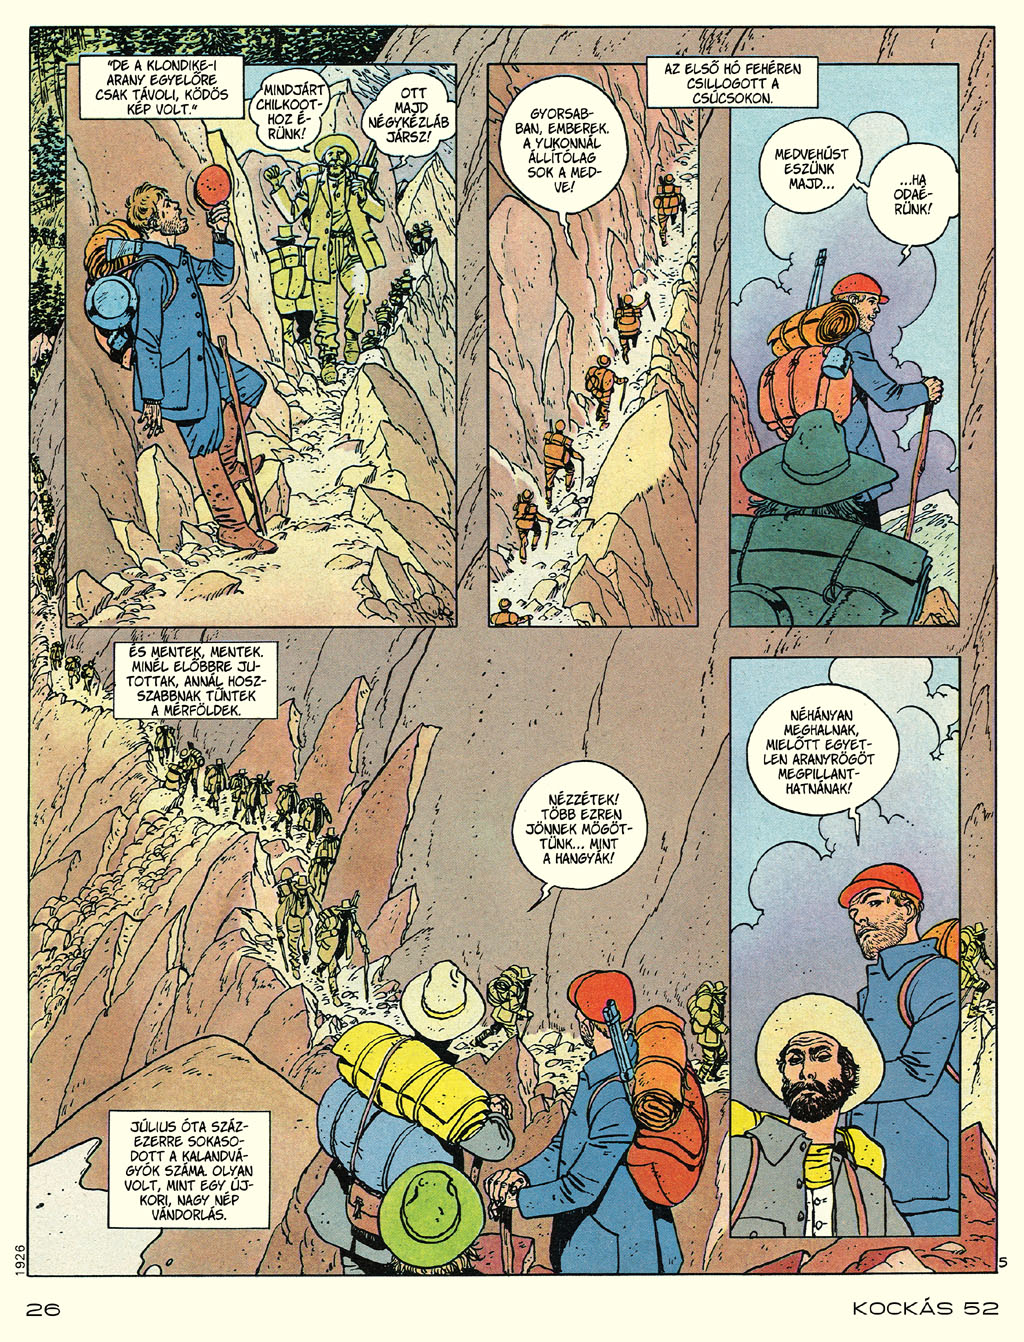 "DE A KLONDIKE-I
ARANY EGYELŐRE
CSAK TÁVOLI, KÖDÖS
KÉP VOLT."
MINDJÁRT
CHILKOOT-
HOZ É-
RÜNK!
OTT
MAJD
NÉGYKÉZLÁB
JÁRSZ!
GYORSAB-
BAN, EMBEREK.
A YUKONNÁL
ÁLLÍTÓLAG
SOK A MED-
VE!
AZ ELSŐ HÓ FEHÉREN
CSILLOGOTT A
CSÚCSOKON.
MEDVEHÚST
ESZÜNK
MAJD...
...HA
ODAÉ-
RÜNK!
ÉS MENTEK, MENTEK.
MINÉL ELŐBBRE JU-
TOTTAK, ANNÁL HOSZ-
SZABBNAK TŰNTEK
A MÉRFÖLDEK.
NÉZZÉTEK!
TÖBB EZREN
JÖNNEK MÖGÖT-
TÜNK... MINT
A HANGYÁK!
NÉHÁNYAN
MEGHALNAK,
MIELŐTT EGYET-
LEN ARANYRÖGÖT
MEGPILLANT-
HATNÁNAK!
JÚLIUS ÓTA SZÁZ-
EZERRE SOKASO-
DOTT A KALANDVÁ-
GYÓK SZÁMA. OLYAN
VOLT, MINT EGY ÚJ-
KORI, NAGY NÉP
VÁNDORLÁS.
1926
5
26
KOCKÁS 52